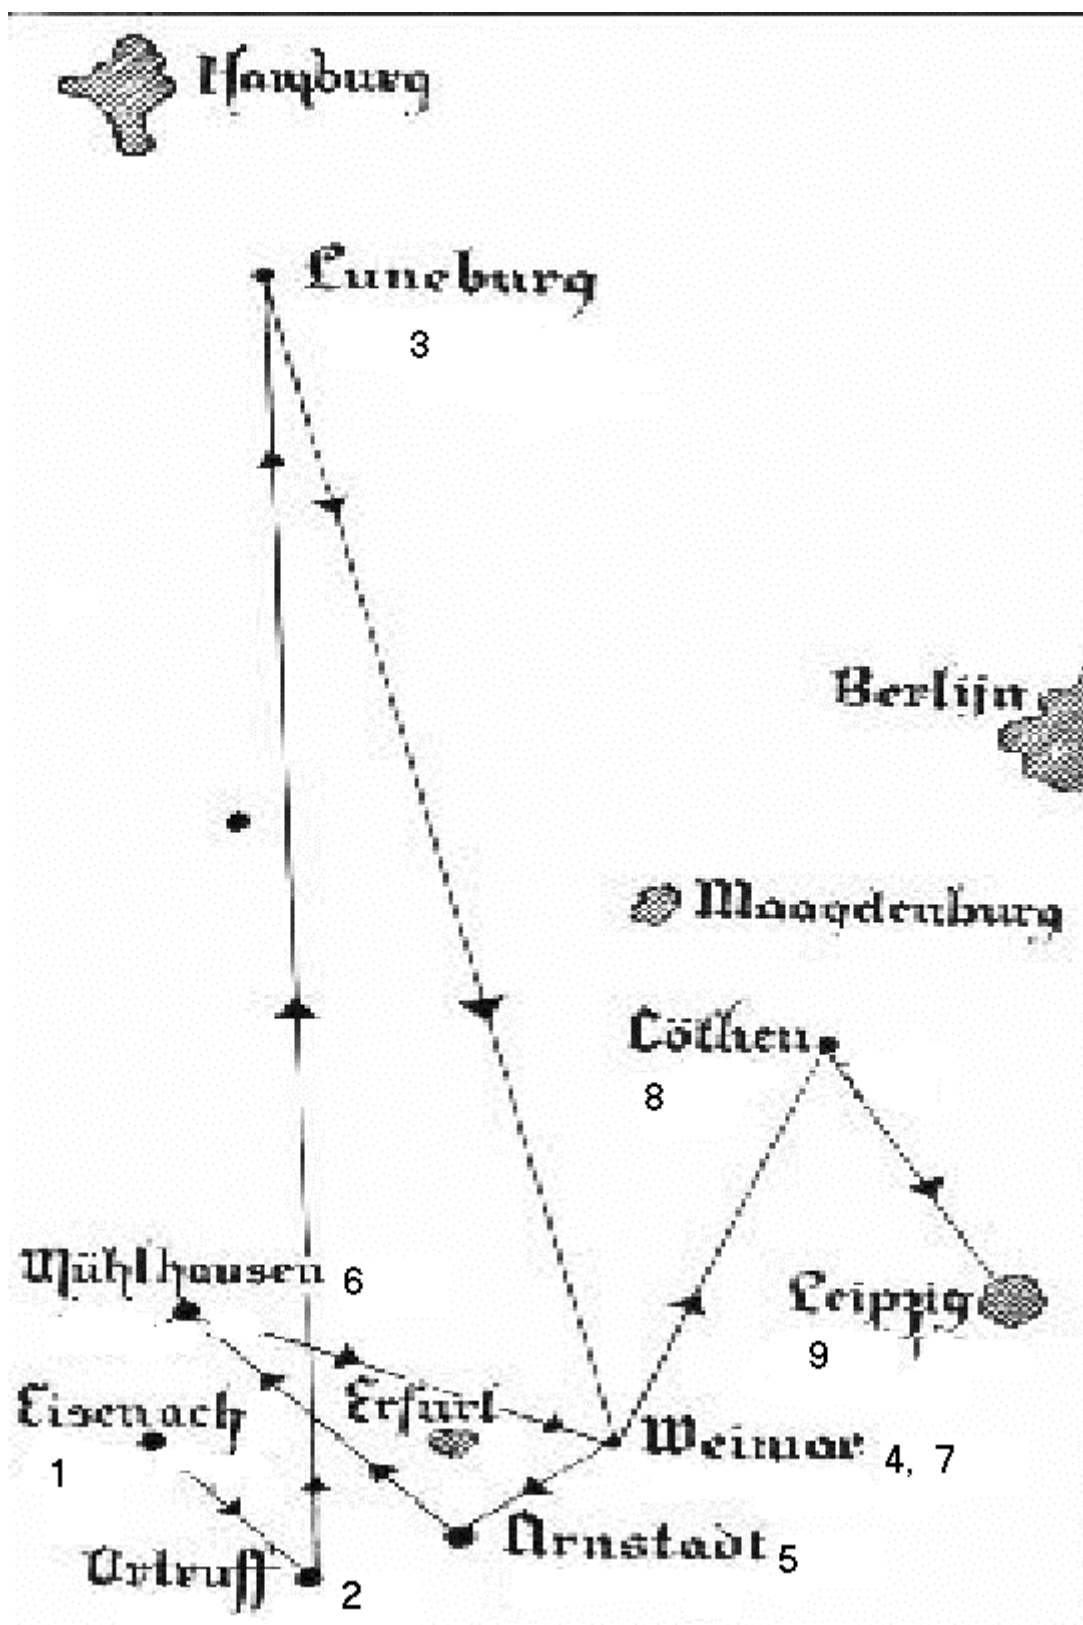 Hamburg
Luneburg
3
Berlijn
Maagdenburg
Cöthen
8
Mühlhausen 6
Leipzig
9
Eisenach
1
Erfurt
Weimar 4, 7
Arnstadt 5
Ortruff 2